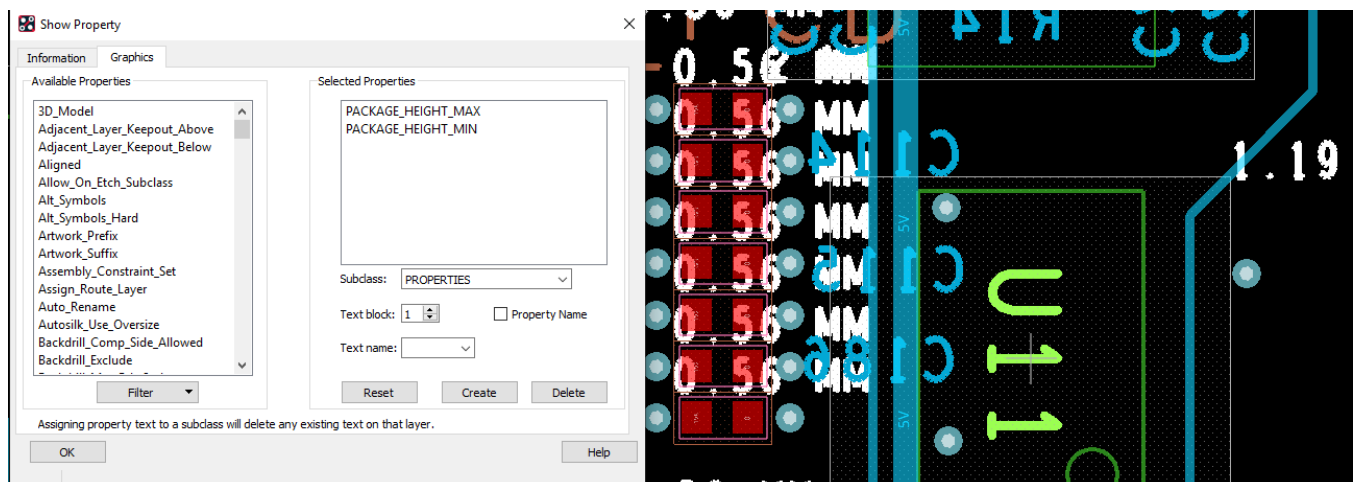 Show Property
Information
Graphics
Available Properties
3D_Model
Adjacent_Layer_Keepout_Above
Adjacent_Layer_Keepout_Below
Aligned
Allow_On_Etch_Subclass
Alt_Symbols
Alt_Symbols_Hard
Artwork_Prefix
Artwork_Suffix
Assembly_Constraint_Set
Assign_Route_Layer
Auto_Rename
Autosilk_Use_Oversize
Backdrill_Comp_Side_Allowed
Backdrill_Exclude
Filter
Selected Properties
PACKAGE_HEIGHT_MAX
PACKAGE_HEIGHT_MIN
Subclass: PROPERTIES
Text block: 1
Property Name
Text name:
Reset
Create
Delete
Assigning property text to a subclass will delete any existing text on that layer.
OK
Help
5V
R14
0.56 MM
0.56 MM
0.56 MM
C114
1.19
0.56 MM
5V
0.56 MM
C115
0.56 MM
0.56 MM
C186
5V
U11